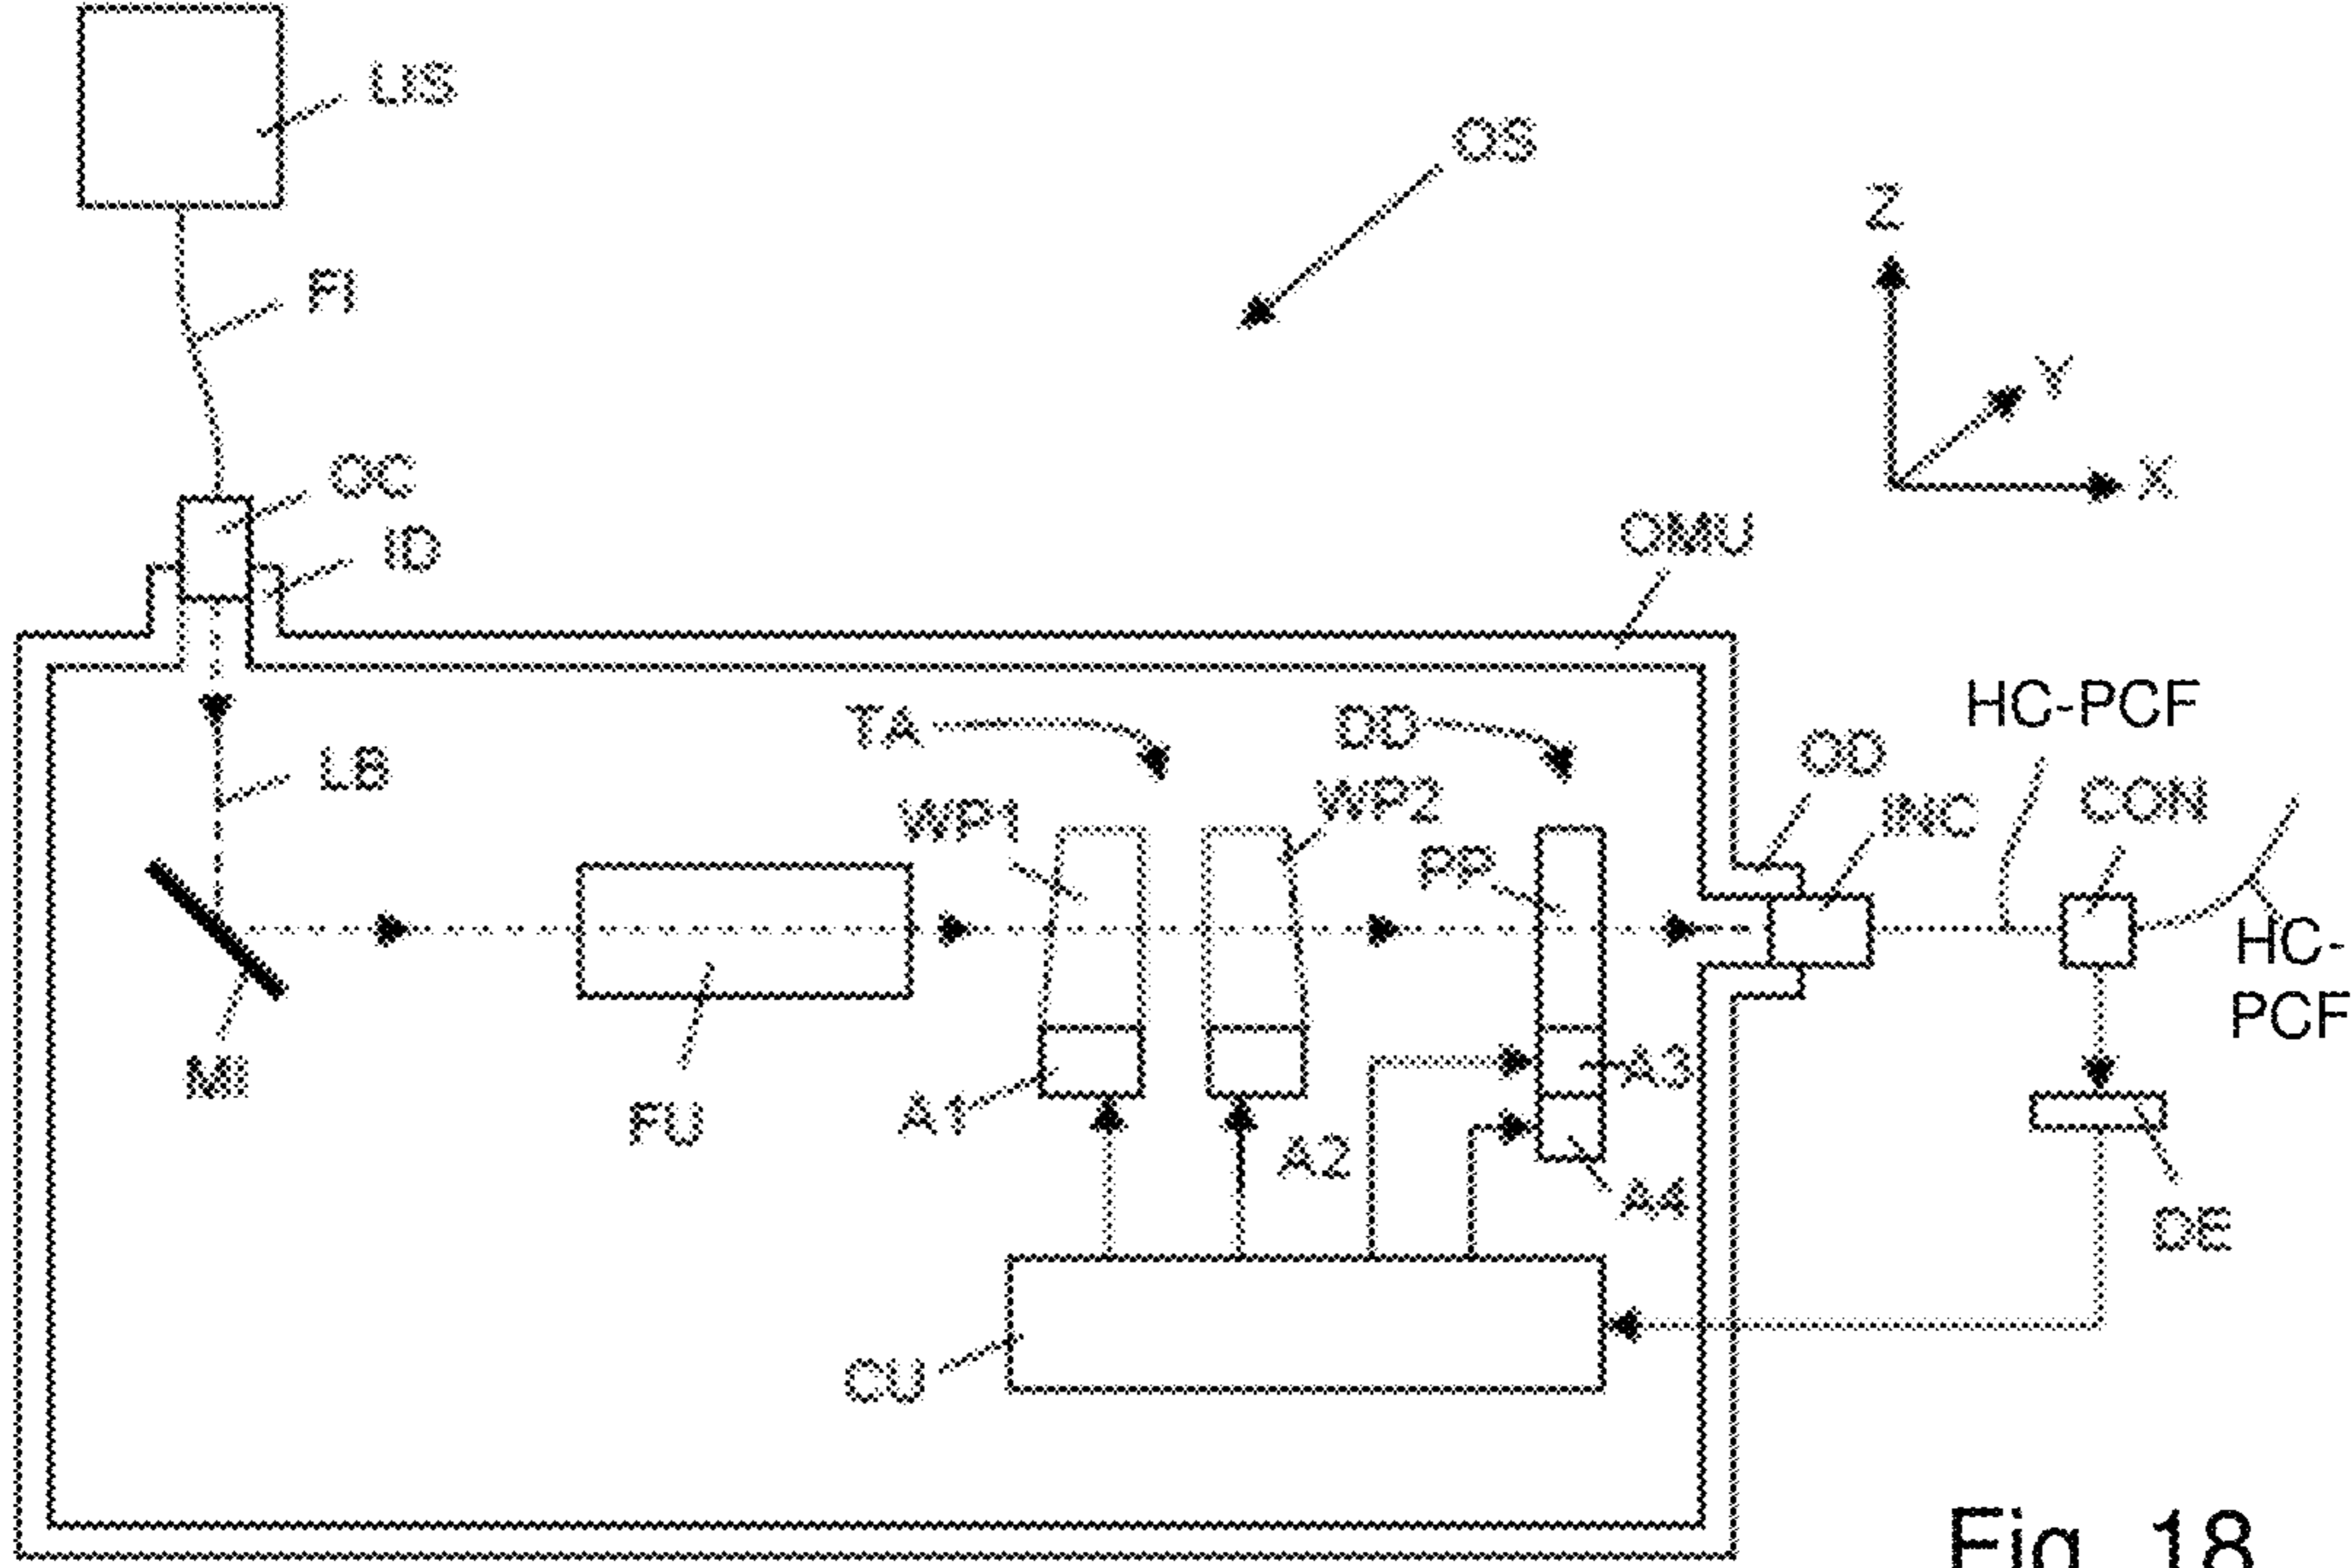 LIS
OS
Z
FI
Y
OC
X
ID
OMU
HC-PCF
TA
DD
OD
LB
WP2
INC
CON
WP1
PP
HC-
PCF
MI
A3
FU
A1
A2
A4
DE
CU
Fig. 18